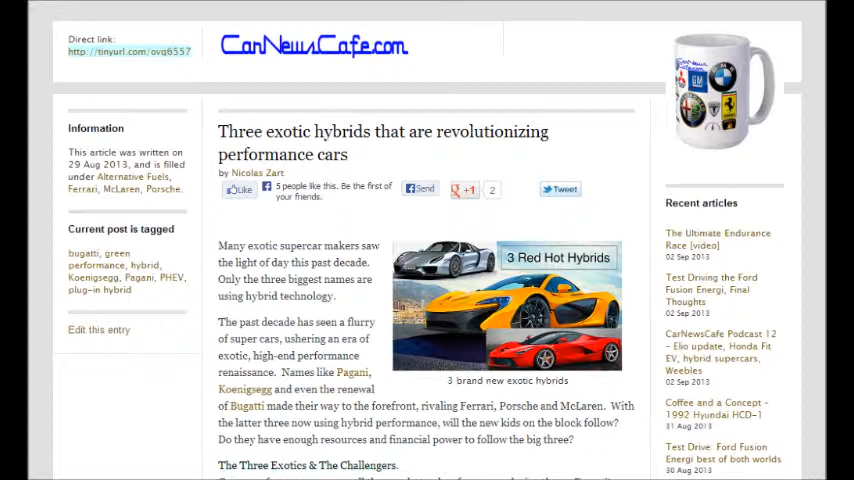 Direct link:
http://tinyurl.com/ovq6557
CarNewsCafe.com
Information
This article was written on
29 Aug 2013, and is filled
under Alternative Fuels,
Ferrari, McLaren, Porsche.
Current post is tagged
bugatti, green
performance, hybrid,
Koenigsegg, Pagani, PHEV,
plug-in hybrid
Edit this entry
Three exotic hybrids that are revolutionizing
performance cars
by Nicolas Zart
Like
5 people like this. Be the first of
your friends.
Send
+1
2
Tweet
Many exotic supercar makers saw
the light of day this past decade.
Only the three biggest names are
using hybrid technology.
The past decade has seen a flurry
of super cars, ushering an era of
exotic, high-end performance
renaissance. Names like Pagani,
Koenigsegg and even the renewal
of Bugatti made their way to the forefront, rivaling Ferrari, Porsche and McLaren. With
the latter three now using hybrid performance, will the new kids on the block follow?
Do they have enough resources and financial power to follow the big three?
3 Red Hot Hybrids
3 brand new exotic hybrids
The Three Exotics & The Challengers.
CarNewsCafe.com
GM
BMW
Recent articles
The Ultimate Endurance
Race [video]
02 Sep 2013
Test Driving the Ford
Fusion Energi, Final
Thoughts
02 Sep 2013
CarNewsCafe Podcast 12
- Elio update, Honda Fit
EV, hybrid supercars,
Weebles
02 Sep 2013
Coffee and a Concept -
1992 Hyundai HCD-1
31 Aug 2013
Test Drive: Ford Fusion
Energi best of both worlds
30 Aug 2013